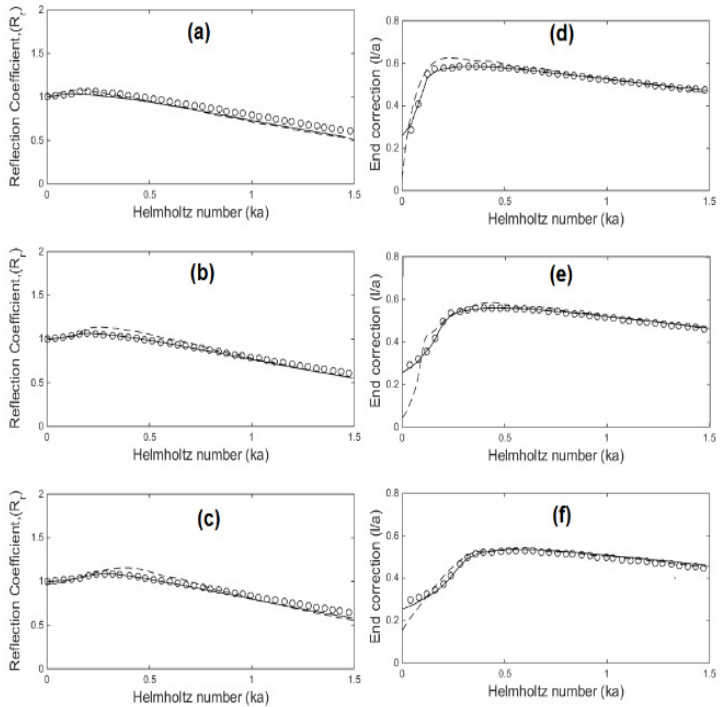 (a)
Reflection Coefficient,(Rr)
2
1.5
1
0.5
0
0 0.5 1 1.5
Helmholtz number (ka)
(d)
End correction (l/a)
0.8
0.6
0.4
0.2
0
0 0.5 1 1.5
Helmholtz number (ka)
(b)
Reflection Coefficient,(Rr)
2
1.5
1
0.5
0
0 0.5 1 1.5
Helmholtz number (ka)
(e)
End correction (l/a)
0.8
0.6
0.4
0.2
0
0 0.5 1 1.5
Helmholtz number (ka)
(c)
Reflection Coefficient,(Rr)
2
1.5
1
0.5
0
0 0.5 1 1.5
Helmholtz number (ka)
(f)
End correction (l/a)
0.8
0.6
0.4
0.2
0
0 0.5 1 1.5
Helmholtz number (ka)